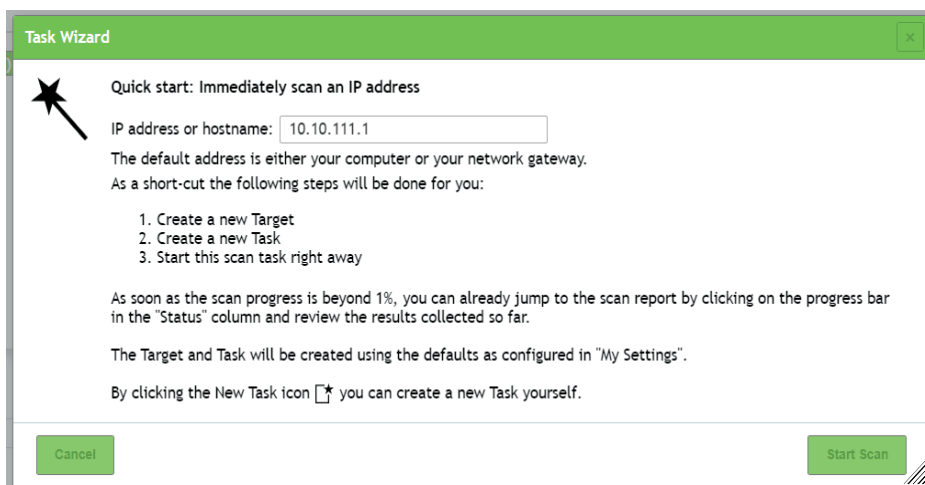 Task Wizard
×
Quick start: Immediately scan an IP address
IP address or hostname: 10.10.111.1
The default address is either your computer or your network gateway.
As a short-cut the following steps will be done for you:
1. Create a new Target
2. Create a new Task
3. Start this scan task right away
As soon as the scan progress is beyond 1%, you can already jump to the scan report by clicking on the progress bar
in the "Status" column and review the results collected so far.
The Target and Task will be created using the defaults as configured in "My Settings".
By clicking the New Task icon you can create a new Task yourself.
Cancel
Start Scan